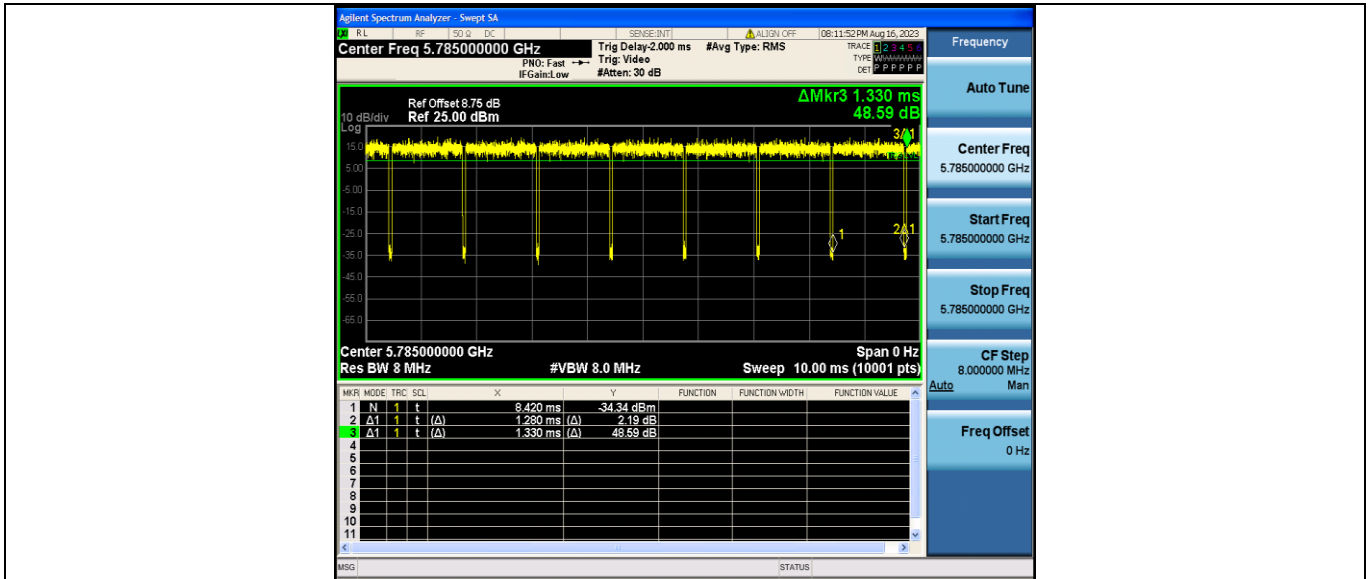 Agilent Spectrum Analyzer - Swept SA
RL RF 50 Ω DC SENSE:INT ALIGN OFF 08:11:52 PM Aug 16, 2023
Center Freq 5.785000000 GHz
PNO: Fast
IFGain:Low
Trig Delay-2.000 ms #Avg Type: RMS
Trig: Video
#Atten: 30 dB
TRACE 1 2 3 4 5 6
TYPE
DET P P P P P P
ΔMkr3 1.330 ms
48.59 dB
Ref Offset 8.75 dB
10 dB/div Ref 25.00 dBm
Log
15.0
5.00
-5.00
-15.0
-25.0
-35.0
-45.0
-55.0
-65.0
3Δ1
1
2Δ1
Center 5.785000000 GHz Span 0 Hz
Res BW 8 MHz #VBW 8.0 MHz Sweep 10.00 ms (10001 pts)
MKR MODE TRC SCL X Y FUNCTION FUNCTION WIDTH FUNCTION VALUE
1 N 1 t 8.420 ms -34.34 dBm
2 Δ1 1 t (Δ) 1.280 ms (Δ) 2.19 dB
3 Δ1 1 t (Δ) 1.330 ms (Δ) 48.59 dB
4
5
6
7
8
9
10
11
MSG STATUS
Frequency
Auto Tune
Center Freq
5.785000000 GHz
Start Freq
5.785000000 GHz
Stop Freq
5.785000000 GHz
CF Step
8.000000 MHz
Auto Man
Freq Offset
0 Hz